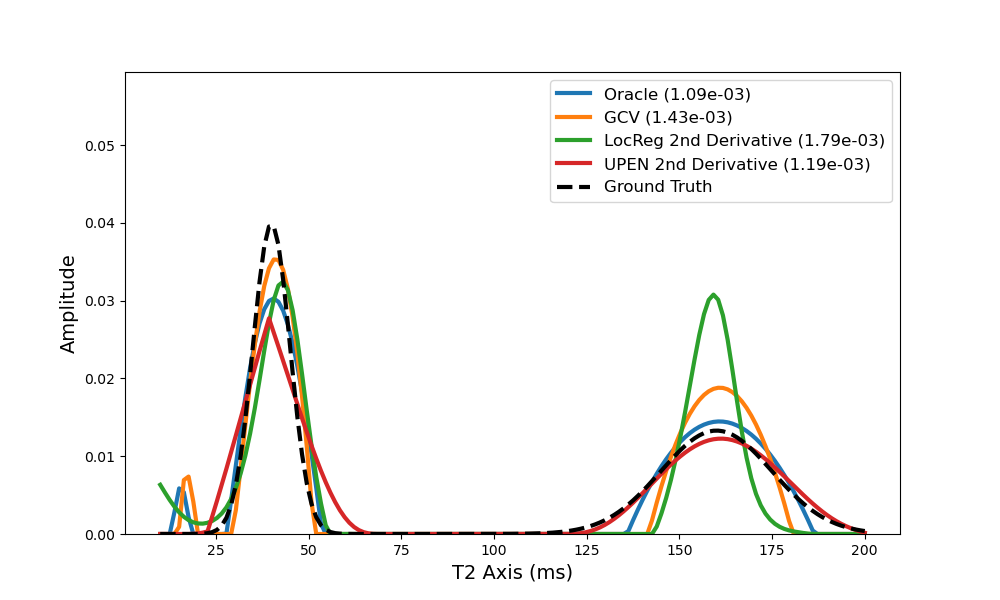 Oracle (1.09e-03)
GCV (1.43e-03)
LocReg 2nd Derivative (1.79e-03)
UPEN 2nd Derivative (1.19e-03)
Ground Truth
Amplitude
0.05
0.04
0.03
0.02
0.01
0.00
25 50 75 100 125 150 175 200
T2 Axis (ms)